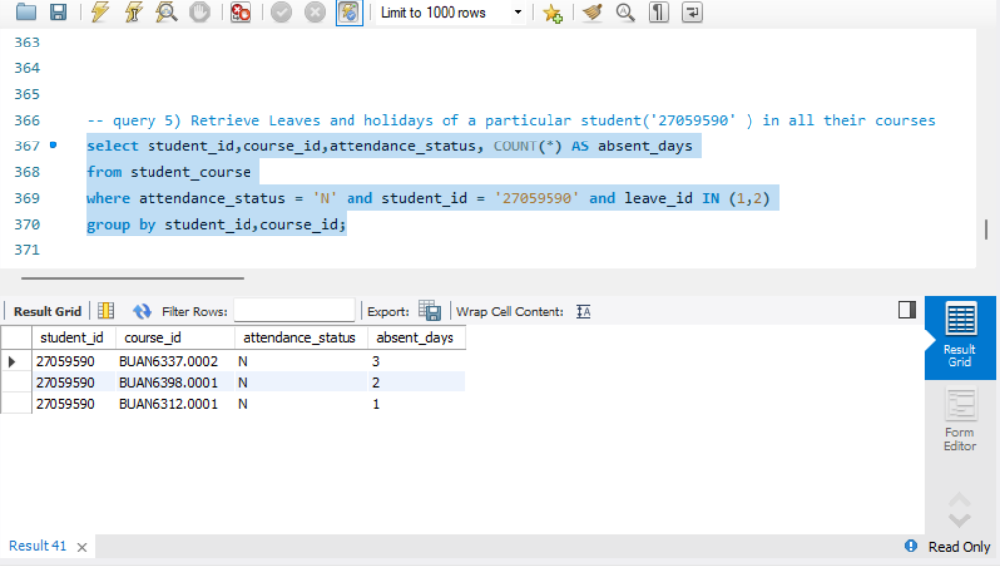 Limit to 1000 rows
363
364
365
366 -- query 5) Retrieve Leaves and holidays of a particular student('27059590' ) in all their courses
367 select student_id,course_id,attendance_status, COUNT(*) AS absent_days
368 from student_course
369 where attendance_status = 'N' and student_id = '27059590' and leave_id IN (1,2)
370 group by student_id,course_id;
371
Result Grid Filter Rows: Export: Wrap Cell Content: IA
student_id course_id attendance_status absent_days
27059590 BUAN6337.0002 N 3
27059590 BUAN6398.0001 N 2
27059590 BUAN6312.0001 N 1
Result
Grid
Form
Editor
Result 41 Read Only